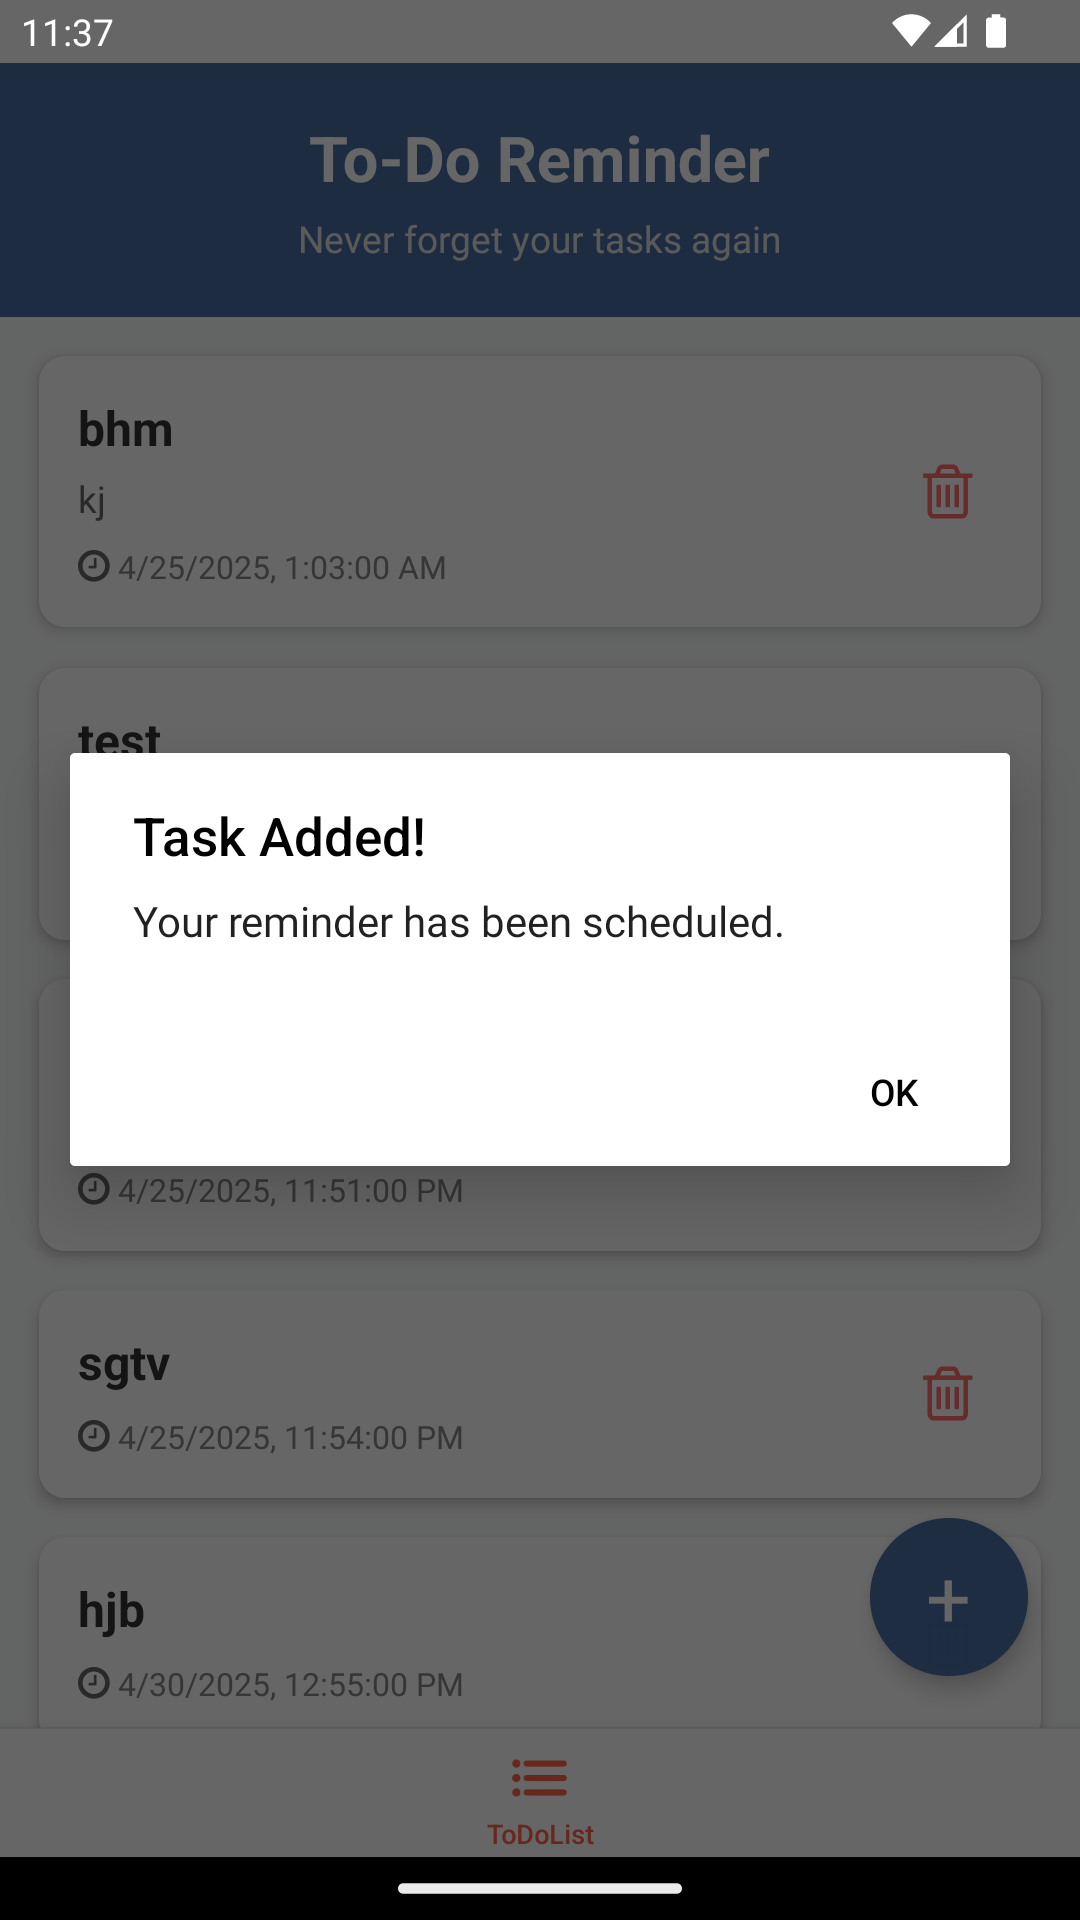 11:37
To-Do Reminder
Never forget your tasks again
bhm
kj
4/25/2025, 1:03:00 AM
test
Task Added!
Your reminder has been scheduled.
OK
4/25/2025, 11:51:00 PM
sgtv
4/25/2025, 11:54:00 PM
hjb
4/30/2025, 12:55:00 PM
+
ToDoList